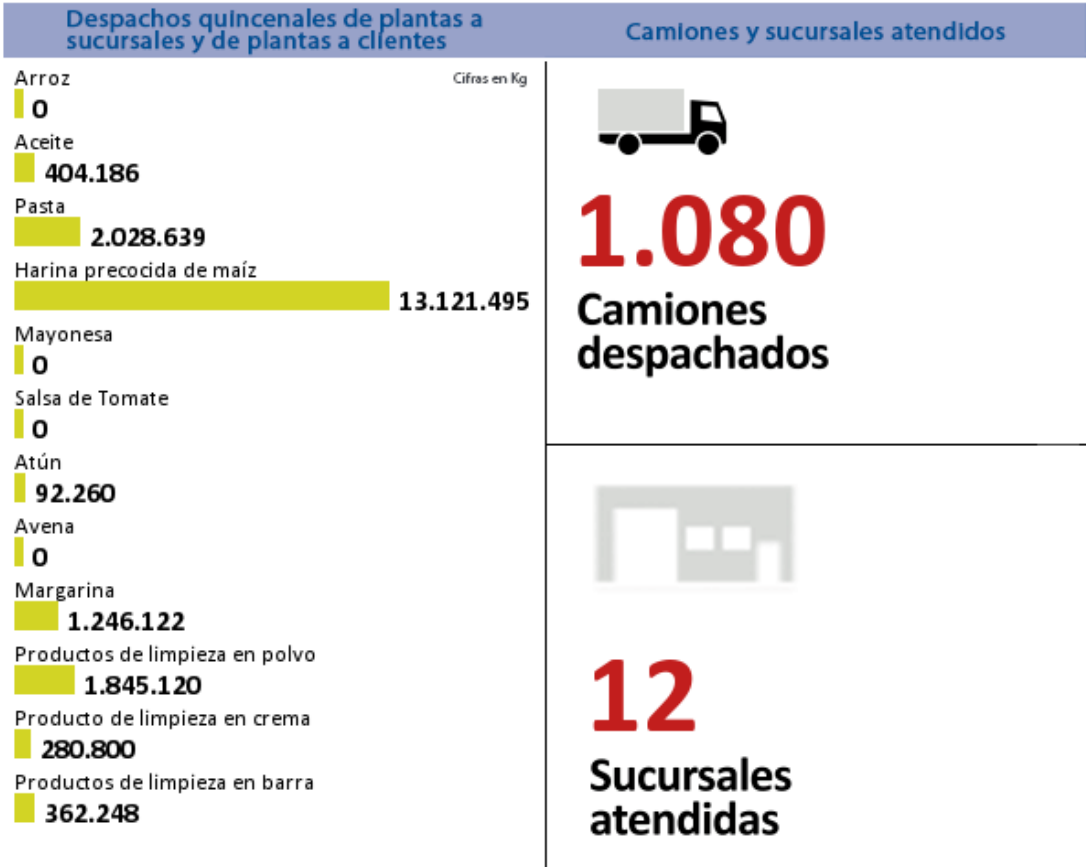 Despachos quincenales de plantas a
sucursales y de plantas a clientes
Cifras en Kg
Arroz
0
Aceite
404.186
Pasta
2.028.639
Harina precocida de maíz
13.121.495
Mayonesa
0
Salsa de Tomate
0
Atún
92.260
Avena
0
Margarina
1.246.122
Productos de limpieza en polvo
1.845.120
Producto de limpieza en crema
280.800
Productos de limpieza en barra
362.248
Camiones y sucursales atendidos
1.080
Camiones
despachados
12
Sucursales
atendidas